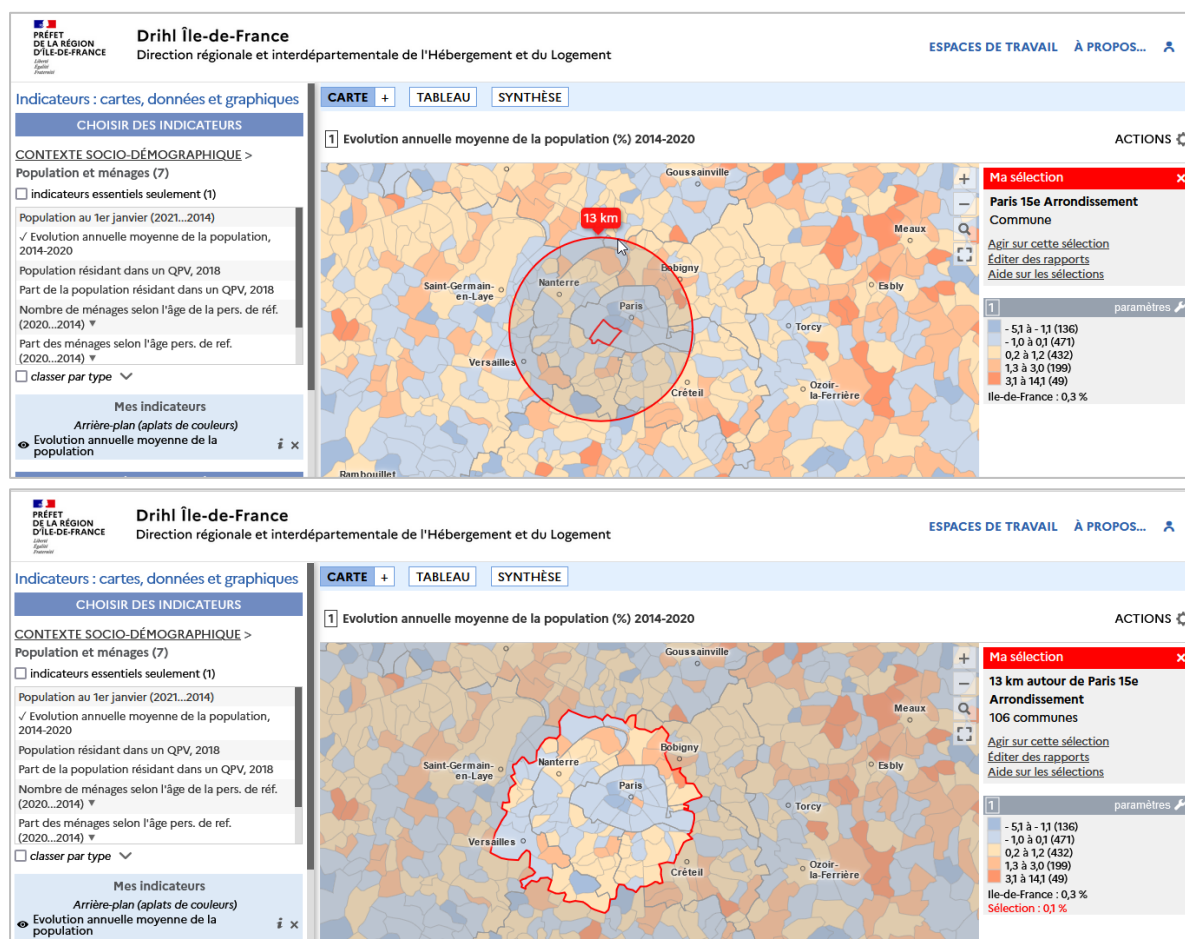 PRÉFET
DE LA RÉGION
D'ÎLE-DE-FRANCE
Liberté
Égalité
Fraternité
Drihl Île-de-France
Direction régionale et interdépartementale de l'Hébergement et du Logement
ESPACES DE TRAVAIL À PROPOS...
Indicateurs : cartes, données et graphiques
CHOISIR DES INDICATEURS
CONTEXTE SOCIO-DÉMOGRAPHIQUE >
Population et ménages (7)
indicateurs essentiels seulement (1)
Population au 1er janvier (2021...2014)
✓ Evolution annuelle moyenne de la population,
2014-2020
Population résidant dans un QPV, 2018
Part de la population résidant dans un QPV, 2018
Nombre de ménages selon l'âge de la pers. de réf.
(2020...2014) ▼
Part des ménages selon l'âge pers. de ref.
(2020...2014) ▼
classer par type
Mes indicateurs
Arrière-plan (aplats de couleurs)
Evolution annuelle moyenne de la
population
i ×
CARTE + TABLEAU SYNTHÈSE
1 Evolution annuelle moyenne de la population (%) 2014-2020
ACTIONS
Goussainville
13 km
Meaux
Bobigny
Saint-Germain-
en-Laye
Nanterre
Esbly
Paris
Torcy
Versailles
Créteil
Ozoir-
la-Ferrière
Rambouillet
+
−
Ma sélection ×
Paris 15e Arrondissement
Commune
Agir sur cette sélection
Éditer des rapports
Aide sur les sélections
1 paramètres
- 5,1 à - 1,1 (136)
- 1,0 à 0,1 (471)
0,2 à 1,2 (432)
1,3 à 3,0 (199)
3,1 à 14,1 (49)
Ile-de-France : 0,3 %
PRÉFET
DE LA RÉGION
D'ÎLE-DE-FRANCE
Liberté
Égalité
Fraternité
Drihl Île-de-France
Direction régionale et interdépartementale de l'Hébergement et du Logement
ESPACES DE TRAVAIL À PROPOS...
Indicateurs : cartes, données et graphiques
CHOISIR DES INDICATEURS
CONTEXTE SOCIO-DÉMOGRAPHIQUE >
Population et ménages (7)
indicateurs essentiels seulement (1)
Population au 1er janvier (2021...2014)
✓ Evolution annuelle moyenne de la population,
2014-2020
Population résidant dans un QPV, 2018
Part de la population résidant dans un QPV, 2018
Nombre de ménages selon l'âge de la pers. de réf.
(2020...2014) ▼
Part des ménages selon l'âge pers. de ref.
(2020...2014) ▼
classer par type
Mes indicateurs
Arrière-plan (aplats de couleurs)
Evolution annuelle moyenne de la
population
i ×
CARTE + TABLEAU SYNTHÈSE
1 Evolution annuelle moyenne de la population (%) 2014-2020
ACTIONS
Goussainville
Meaux
Bobigny
Saint-Germain-
en-Laye
Nanterre
Esbly
Paris
Torcy
Versailles
Créteil
Ozoir-
la-Ferrière
+
−
Ma sélection ×
13 km autour de Paris 15e
Arrondissement
106 communes
Agir sur cette sélection
Éditer des rapports
Aide sur les sélections
1 paramètres
- 5,1 à - 1,1 (136)
- 1,0 à 0,1 (471)
0,2 à 1,2 (432)
1,3 à 3,0 (199)
3,1 à 14,1 (49)
Ile-de-France : 0,3 %
Sélection : 0,1 %